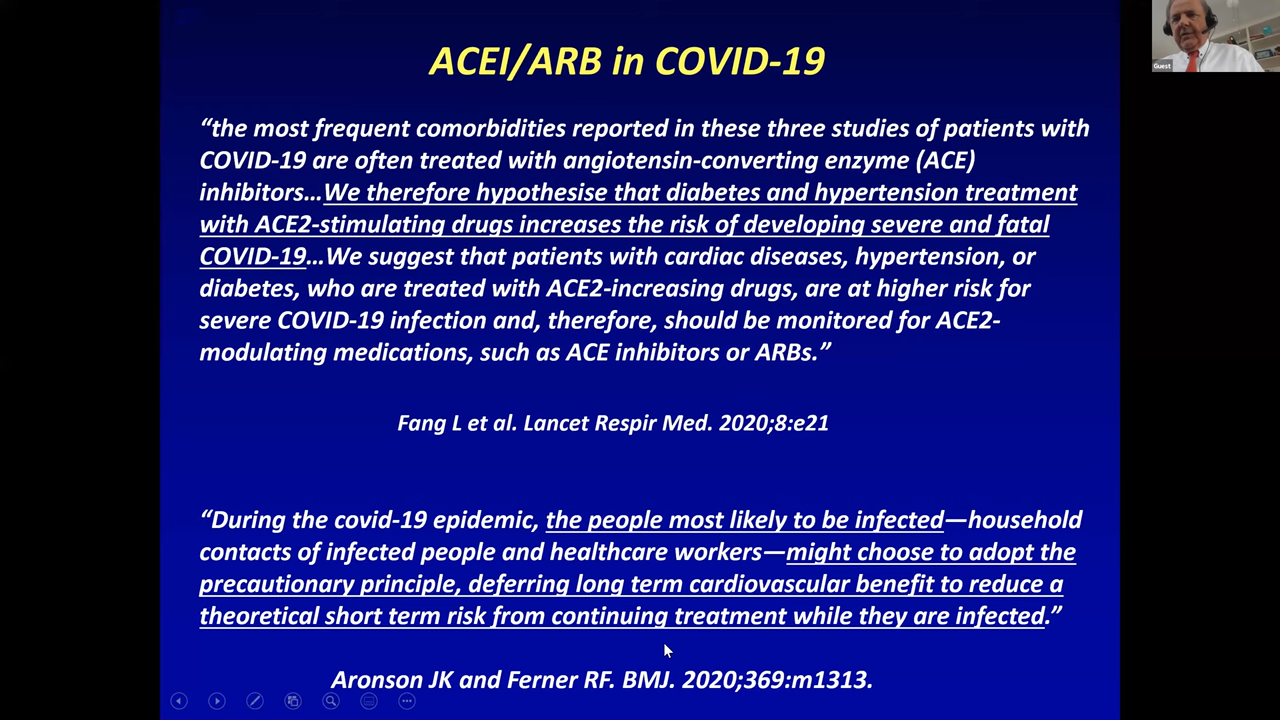 ACEI/ARB in COVID-19
“the most frequent comorbidities reported in these three studies of patients with
COVID-19 are often treated with angiotensin-converting enzyme (ACE)
inhibitors…We therefore hypothesise that diabetes and hypertension treatment
with ACE2-stimulating drugs increases the risk of developing severe and fatal
COVID-19…We suggest that patients with cardiac diseases, hypertension, or
diabetes, who are treated with ACE2-increasing drugs, are at higher risk for
severe COVID-19 infection and, therefore, should be monitored for ACE2-
modulating medications, such as ACE inhibitors or ARBs.”
Fang L et al. Lancet Respir Med. 2020;8:e21
“During the covid-19 epidemic, the people most likely to be infected—household
contacts of infected people and healthcare workers—might choose to adopt the
precautionary principle, deferring long term cardiovascular benefit to reduce a
theoretical short term risk from continuing treatment while they are infected.”
Aronson JK and Ferner RF. BMJ. 2020;369:m1313.
Guest